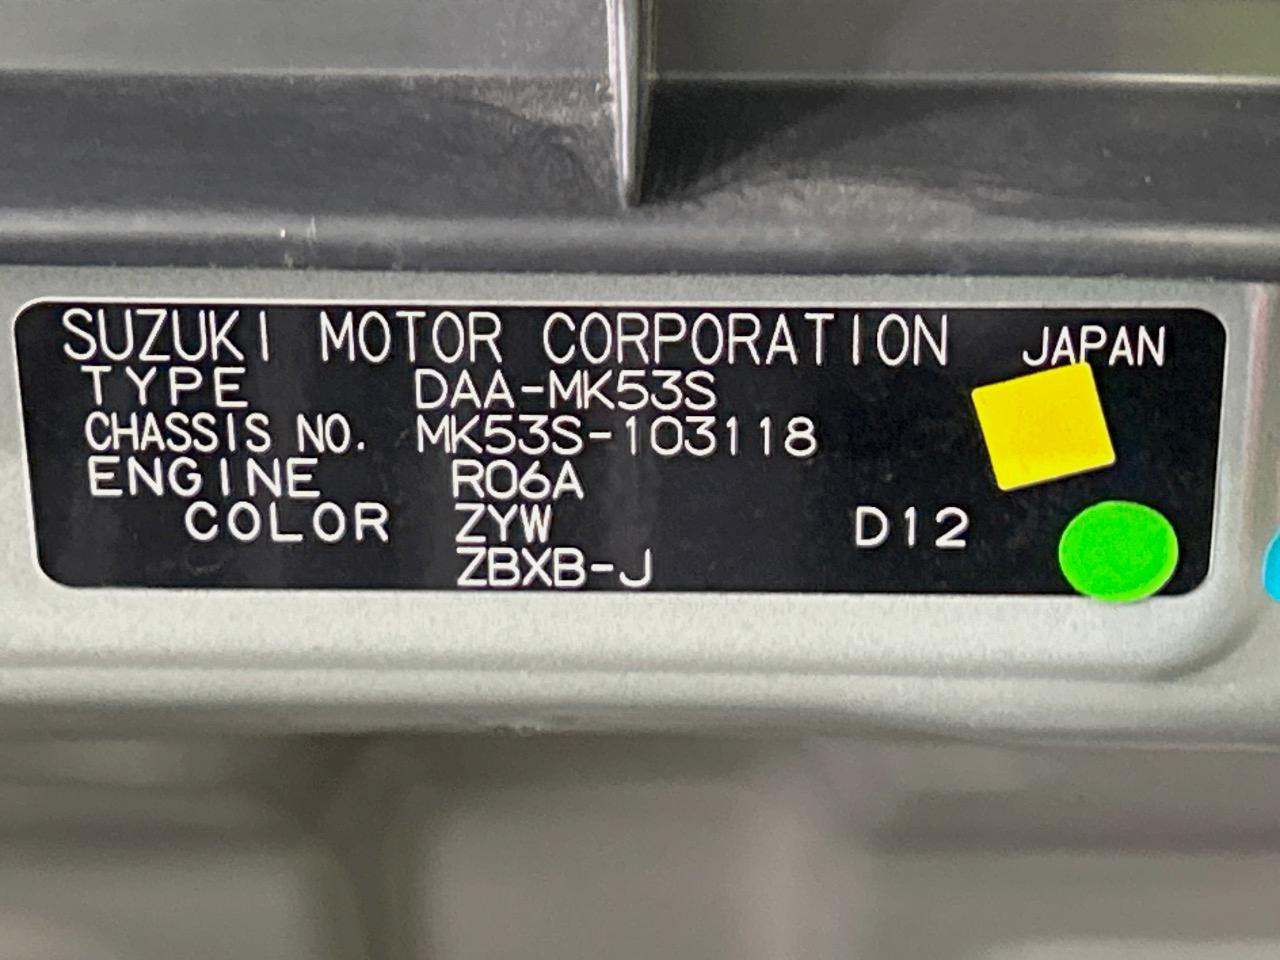 SUZUKI MOTOR CORPORATION JAPAN
TYPE DAA-MK53S
CHASSIS NO. MK53S-103118
ENGINE R06A
COLOR ZYW D12
ZBXB-J